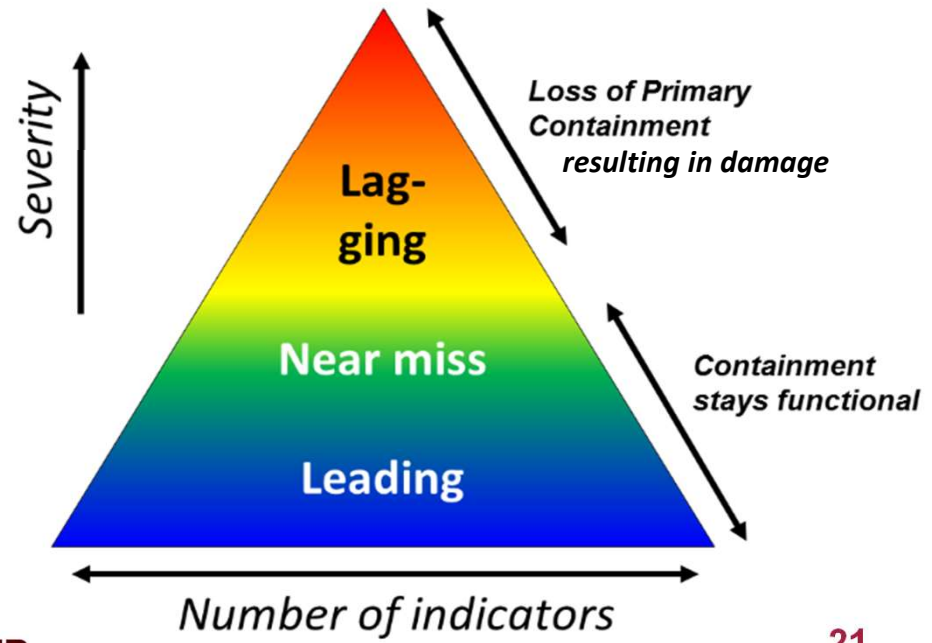 Severity
Loss of Primary
Containment
resulting in damage
Lag-
ging
Near miss
Containment
stays functional
Leading
Number of indicators
21